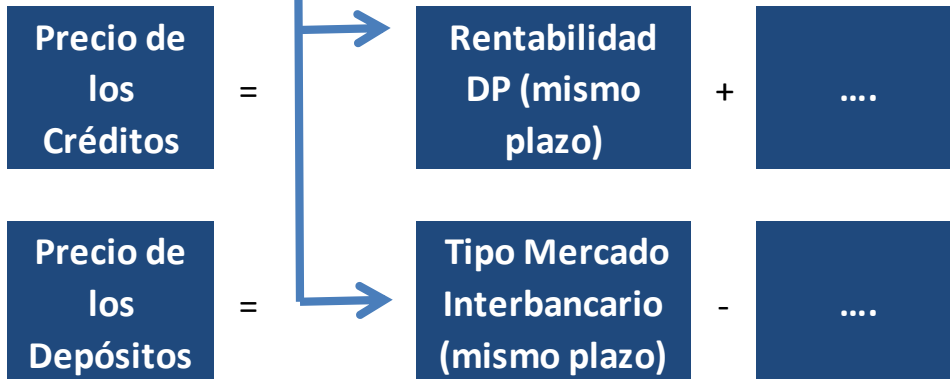 Precio de
los
Créditos
=
Rentabilidad
DP (mismo
plazo)
+
....
Precio de
los
Depósitos
=
Tipo Mercado
Interbancario
(mismo plazo)
-
....